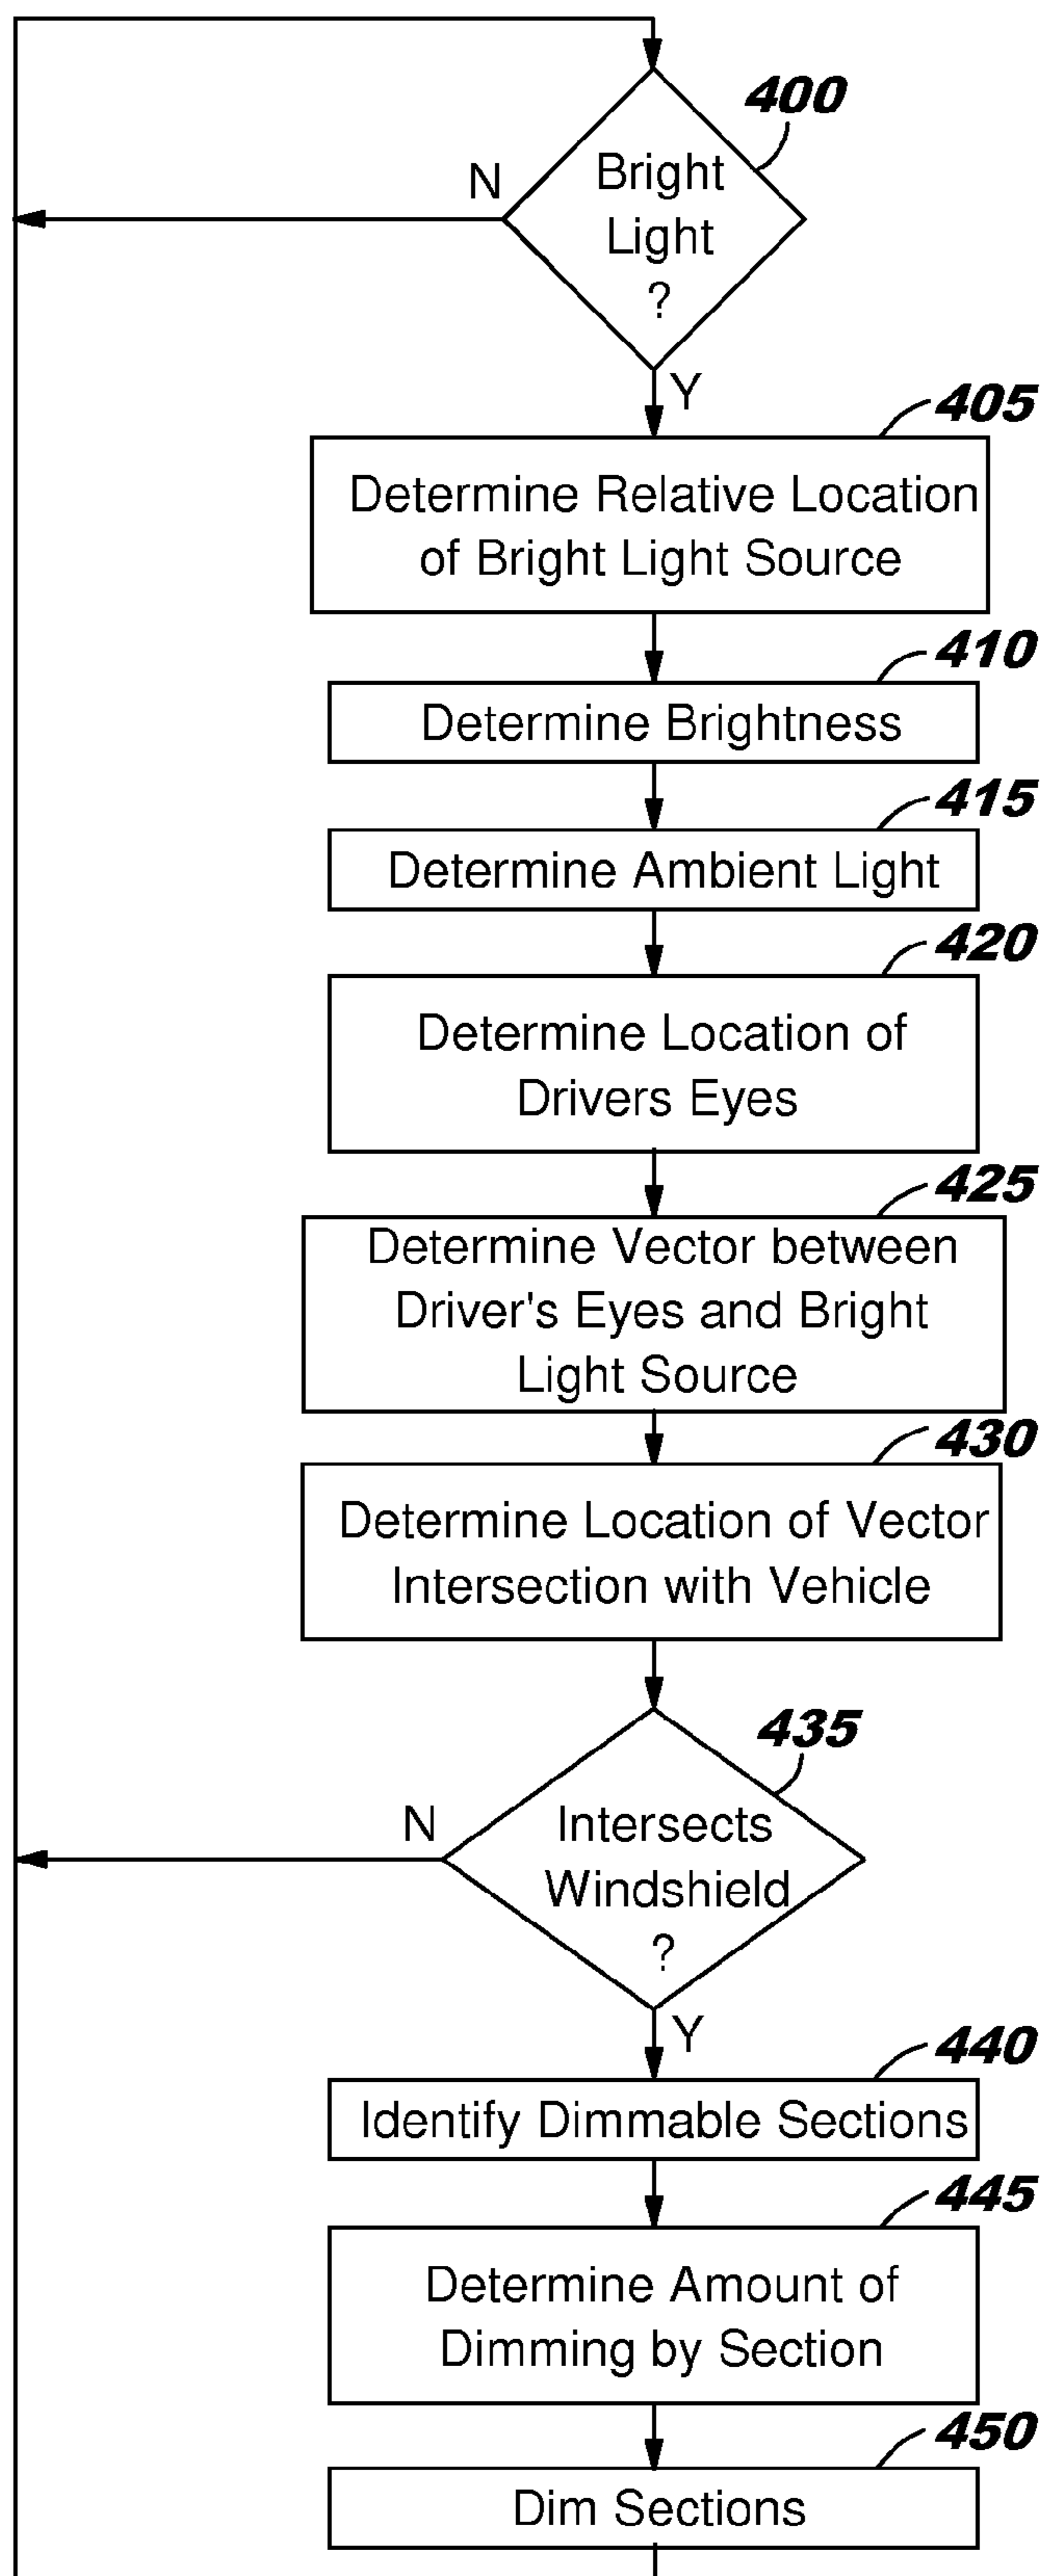 400
Bright
Light
?
N
Y
405
Determine Relative Location
of Bright Light Source
410
Determine Brightness
415
Determine Ambient Light
420
Determine Location of
Drivers Eyes
425
Determine Vector between
Driver's Eyes and Bright
Light Source
430
Determine Location of Vector
Intersection with Vehicle
435
Intersects
Windshield
?
N
Y
440
Identify Dimmable Sections
445
Determine Amount of
Dimming by Section
450
Dim Sections